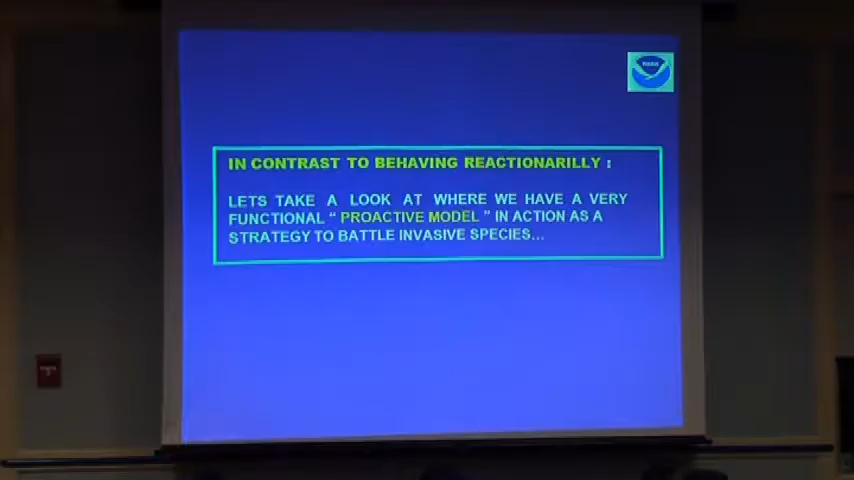 NOAA
IN CONTRAST TO BEHAVING REACTIONARILLY :
LETS TAKE A LOOK AT WHERE WE HAVE A VERY
FUNCTIONAL “ PROACTIVE MODEL ” IN ACTION AS A
STRATEGY TO BATTLE INVASIVE SPECIES...